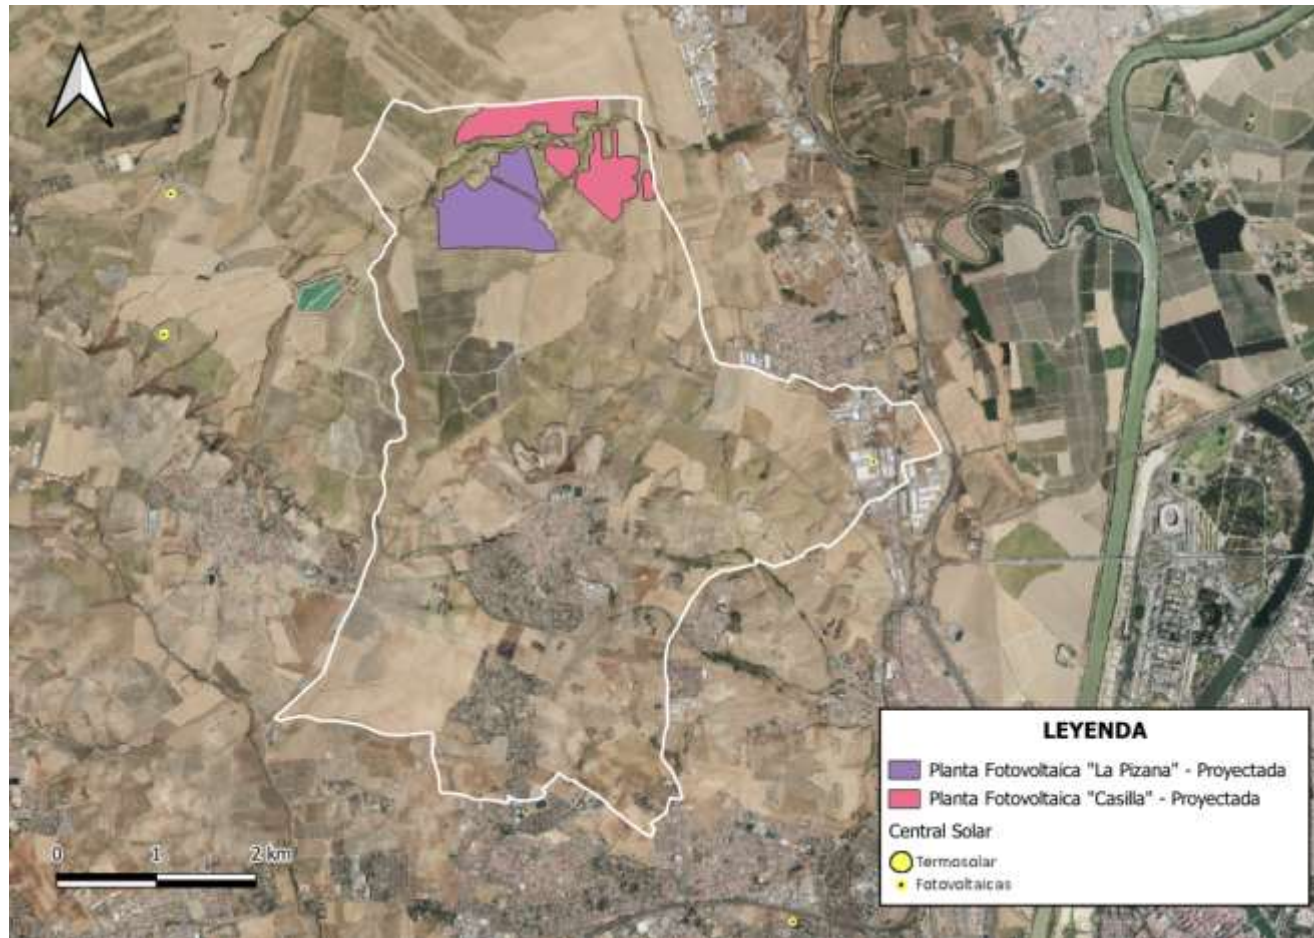 0 1 2 km
LEYENDA
Planta Fotovoltaica "La Pizana" - Proyectada
Planta Fotovoltaica "Casilla" - Proyectada
Central Solar
Termosolar
Fotovoltaicas